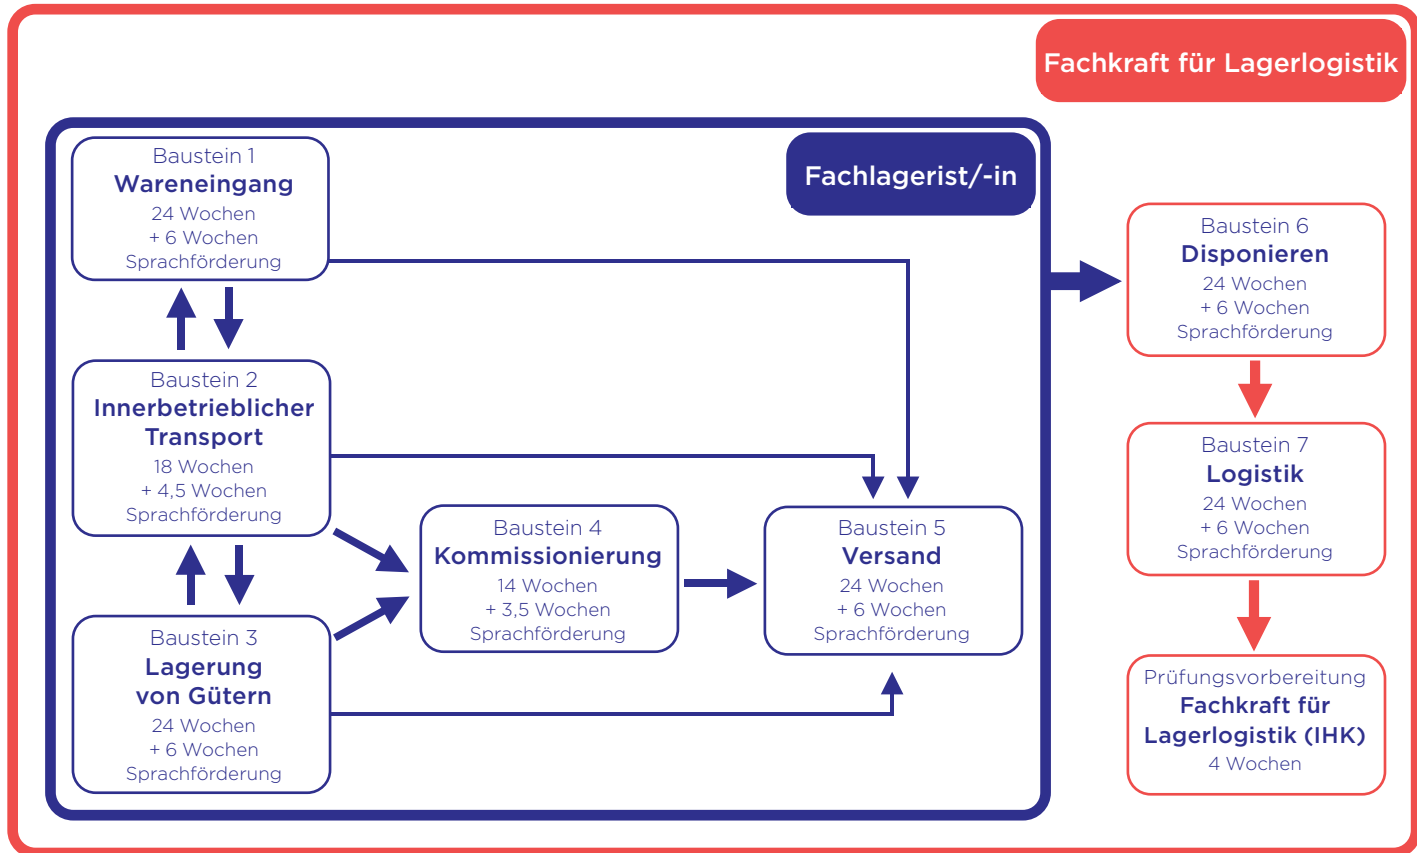 Fachkraft für Lagerlogistik
Fachlagerist/-in
Baustein 1
Wareneingang
24 Wochen
+ 6 Wochen
Sprachförderung
Baustein 2
Innerbetrieblicher
Transport
18 Wochen
+ 4,5 Wochen
Sprachförderung
Baustein 3
Lagerung
von Gütern
24 Wochen
+ 6 Wochen
Sprachförderung
Baustein 4
Kommissionierung
14 Wochen
+ 3,5 Wochen
Sprachförderung
Baustein 5
Versand
24 Wochen
+ 6 Wochen
Sprachförderung
Baustein 6
Disponieren
24 Wochen
+ 6 Wochen
Sprachförderung
Baustein 7
Logistik
24 Wochen
+ 6 Wochen
Sprachförderung
Prüfungsvorbereitung
Fachkraft für
Lagerlogistik (IHK)
4 Wochen